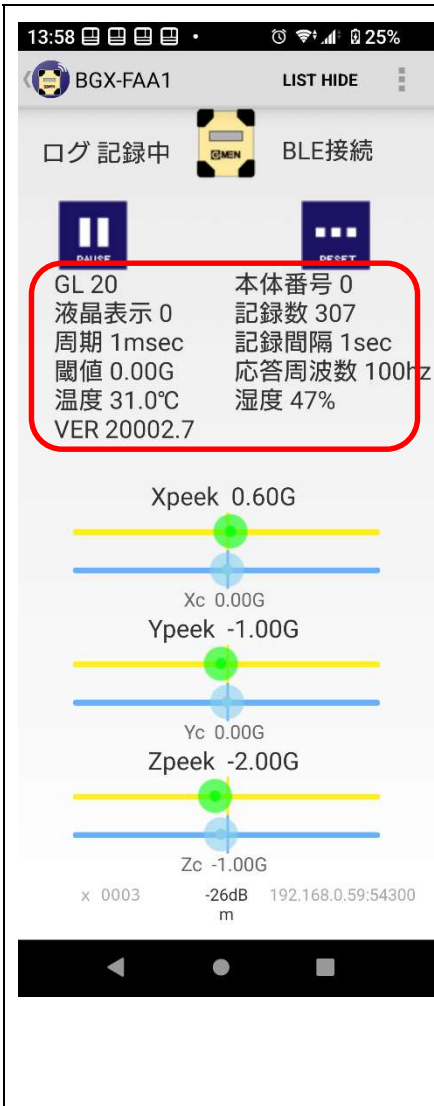 13:58 25%
BGX-FAA1 LIST HIDE
ログ 記録中 GMEN BLE接続
PAUSE RESET
GL 20 本体番号 0
液晶表示 0 記録数 307
周期 1msec 記録間隔 1sec
閾値 0.00G 応答周波数 100hz
温度 31.0℃ 湿度 47%
VER 20002.7
Xpeek 0.60G
Xc 0.00G
Ypeek -1.00G
Yc 0.00G
Zpeek -2.00G
Zc -1.00G
x 0003 -26dB 192.168.0.59:54300
m